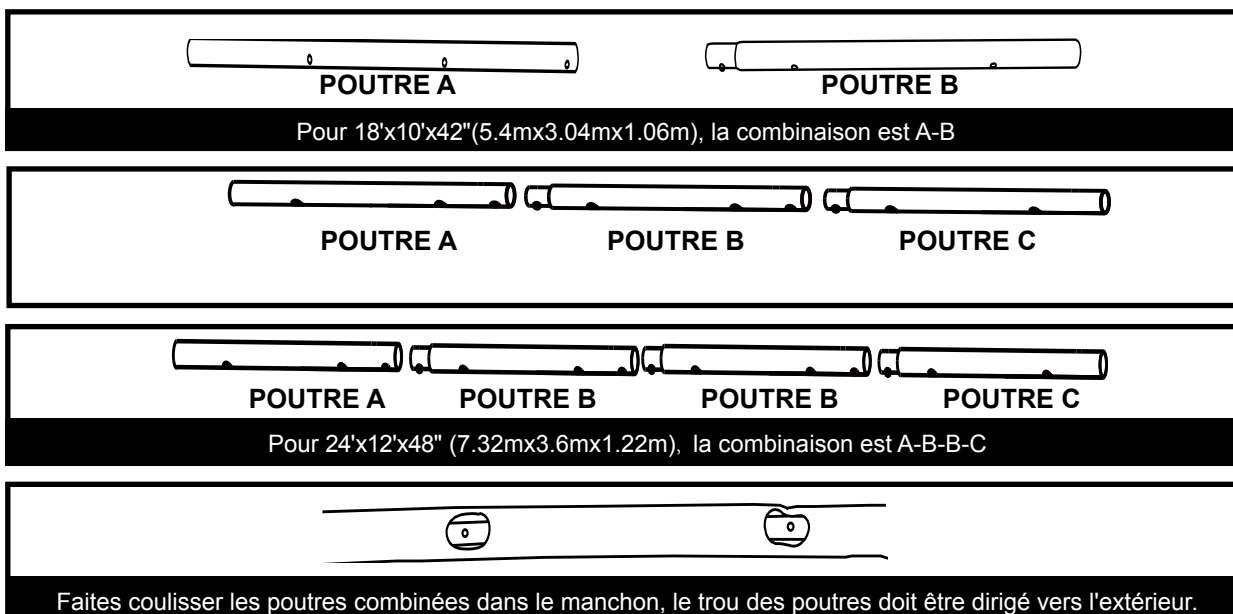 POUTRE A POUTRE B
Pour 18'x10'x42"(5.4mx3.04mx1.06m), la combinaison est A-B
POUTRE A POUTRE B POUTRE C
POUTRE A POUTRE B POUTRE B POUTRE C
Pour 24'x12'x48" (7.32mx3.6mx1.22m), la combinaison est A-B-B-C
Faites coulisser les poutres combinées dans le manchon, le trou des poutres doit être dirigé vers l'extérieur.